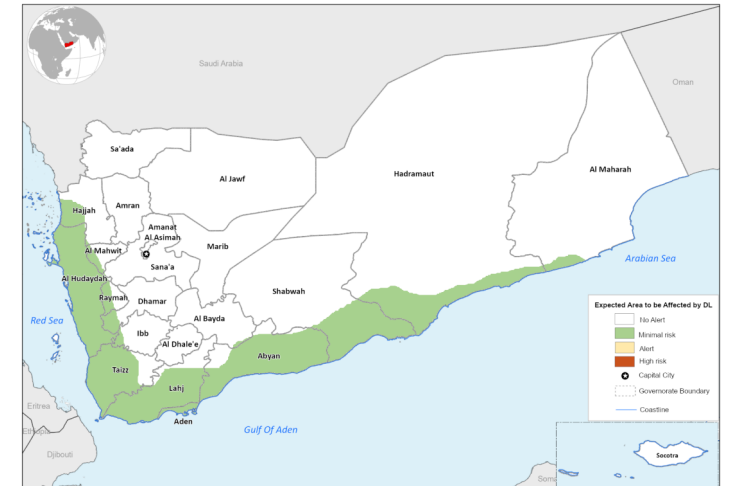 Saudi Arabia
Oman
Sa'ada
Al Jawf
Hadramaut
Al Maharah
Hajjah
Amran
Amanat
Al Asimah
Marib
Al Mahwit
Sana'a
Arabian Sea
Al Hudaydah
Raymah
Dhamar
Shabwah
Al Bayda
Red Sea
Ibb
Al Dhale'e
Abyan
Taizz
Lahj
Aden
Gulf Of Aden
Eritrea
Ethiopia
Djibouti
Expected Area to be Affected by DL
No Alert
Minimal risk
Alert
High risk
Capital City
Governorate Boundary
Coastline
Socotra